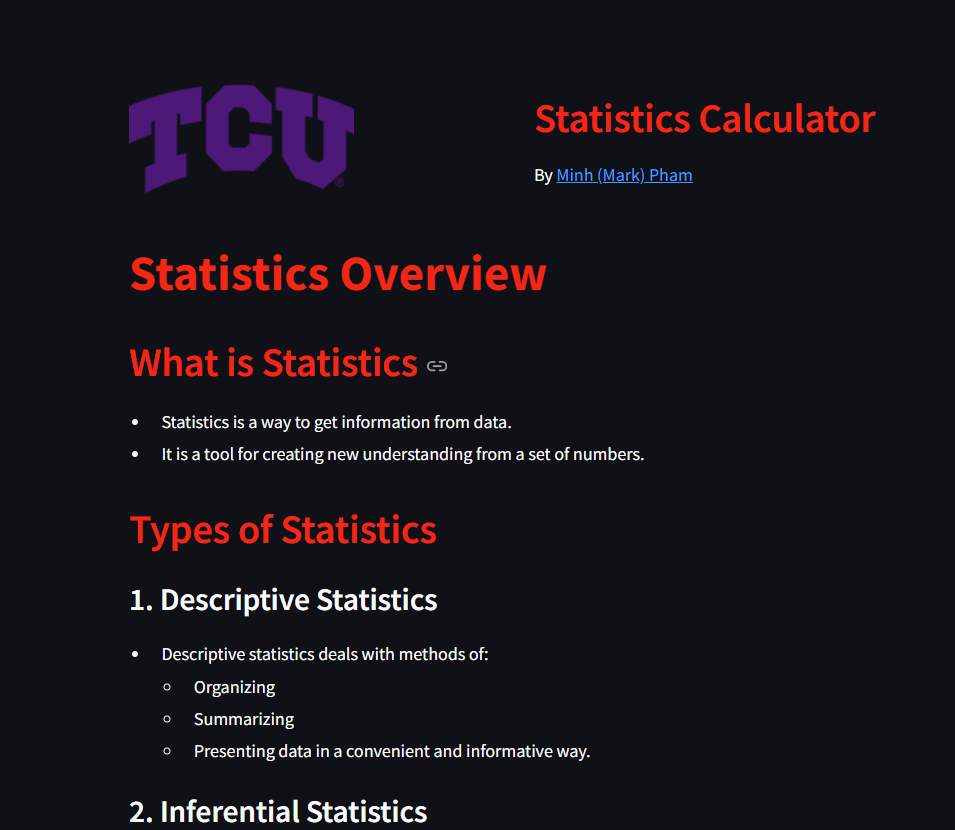 TCU®
Statistics Calculator
By Minh (Mark) Pham
Statistics Overview
What is Statistics
• Statistics is a way to get information from data.
• It is a tool for creating new understanding from a set of numbers.
Types of Statistics
1. Descriptive Statistics
• Descriptive statistics deals with methods of:
○ Organizing
○ Summarizing
○ Presenting data in a convenient and informative way.
2. Inferential Statistics